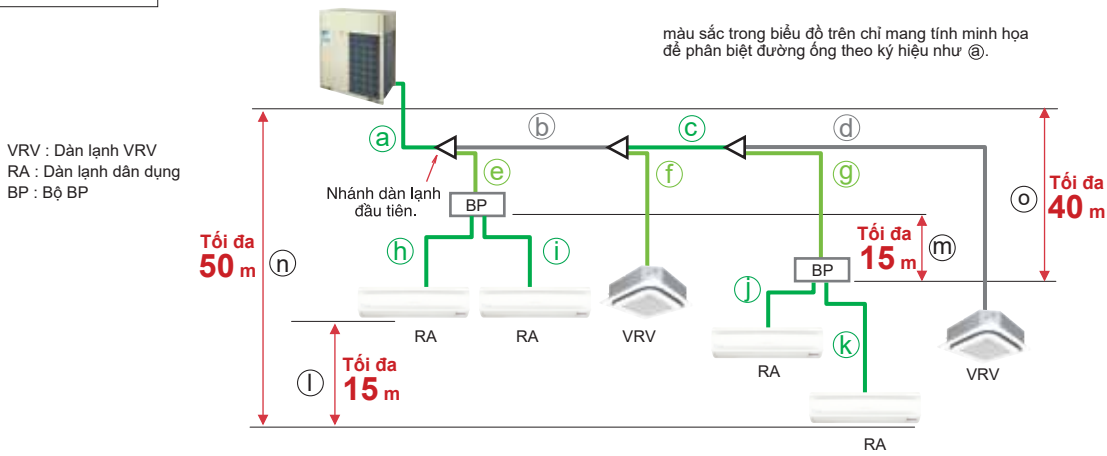 màu sắc trong biểu đồ trên chỉ mang tính minh họa
để phân biệt đường ống theo ký hiệu như ⓐ.
VRV : Dàn lạnh VRV
RA : Dàn lạnh dân dụng
BP : Bộ BP
ⓐ
ⓑ
ⓒ
ⓓ
Nhánh dàn lạnh
đầu tiên.
ⓔ
ⓕ
ⓖ
BP
Tối đa
50 m
ⓝ
ⓗ
ⓘ
RA
RA
VRV
Tối đa
15 m
ⓜ
ⓞ
Tối đa
40 m
BP
ⓙ
ⓚ
RA
VRV
ⓛ
Tối đa
15 m
RA